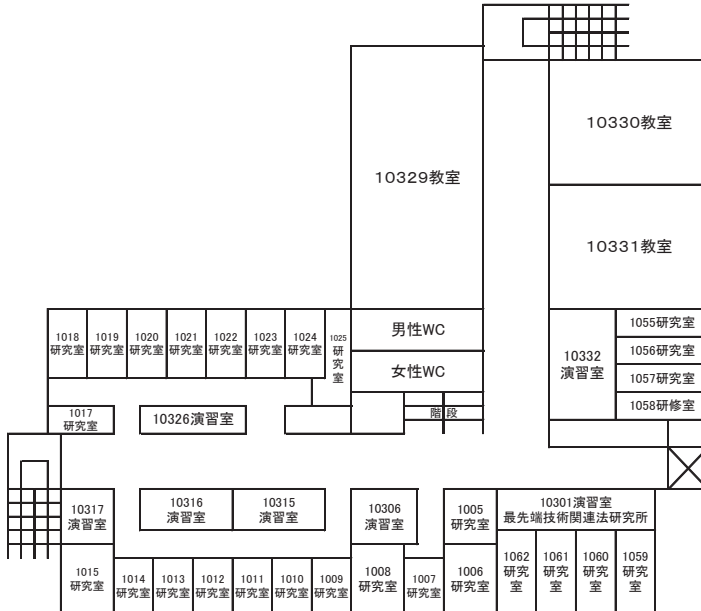 10330教室
10329教室
10331教室
1018
研究室
1019
研究室
1020
研究室
1021
研究室
1022
研究室
1023
研究室
1024
研究室
1025
研
究
室
男性WC
女性WC
10332
演習室
1055研究室
1056研究室
1057研究室
1058研修室
1017
研究室
10326演習室
階 段
10317
演習室
10316
演習室
10315
演習室
10306
演習室
1005
研究室
10301演習室
最先端技術関連法研究所
1015
研究室
1014
研究室
1013
研究室
1012
研究室
1011
研究室
1010
研究室
1009
研究室
1008
研究室
1007
研究室
1006
研究室
1062
研究
室
1061
研究
室
1060
研究
室
1059
研究
室